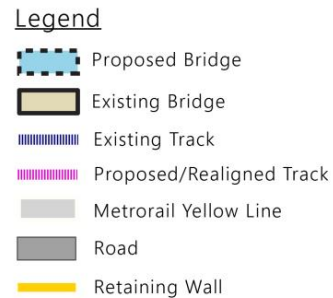 Legend
Proposed Bridge
Existing Bridge
Existing Track
Proposed/Realigned Track
Metrorail Yellow Line
Road
Retaining Wall